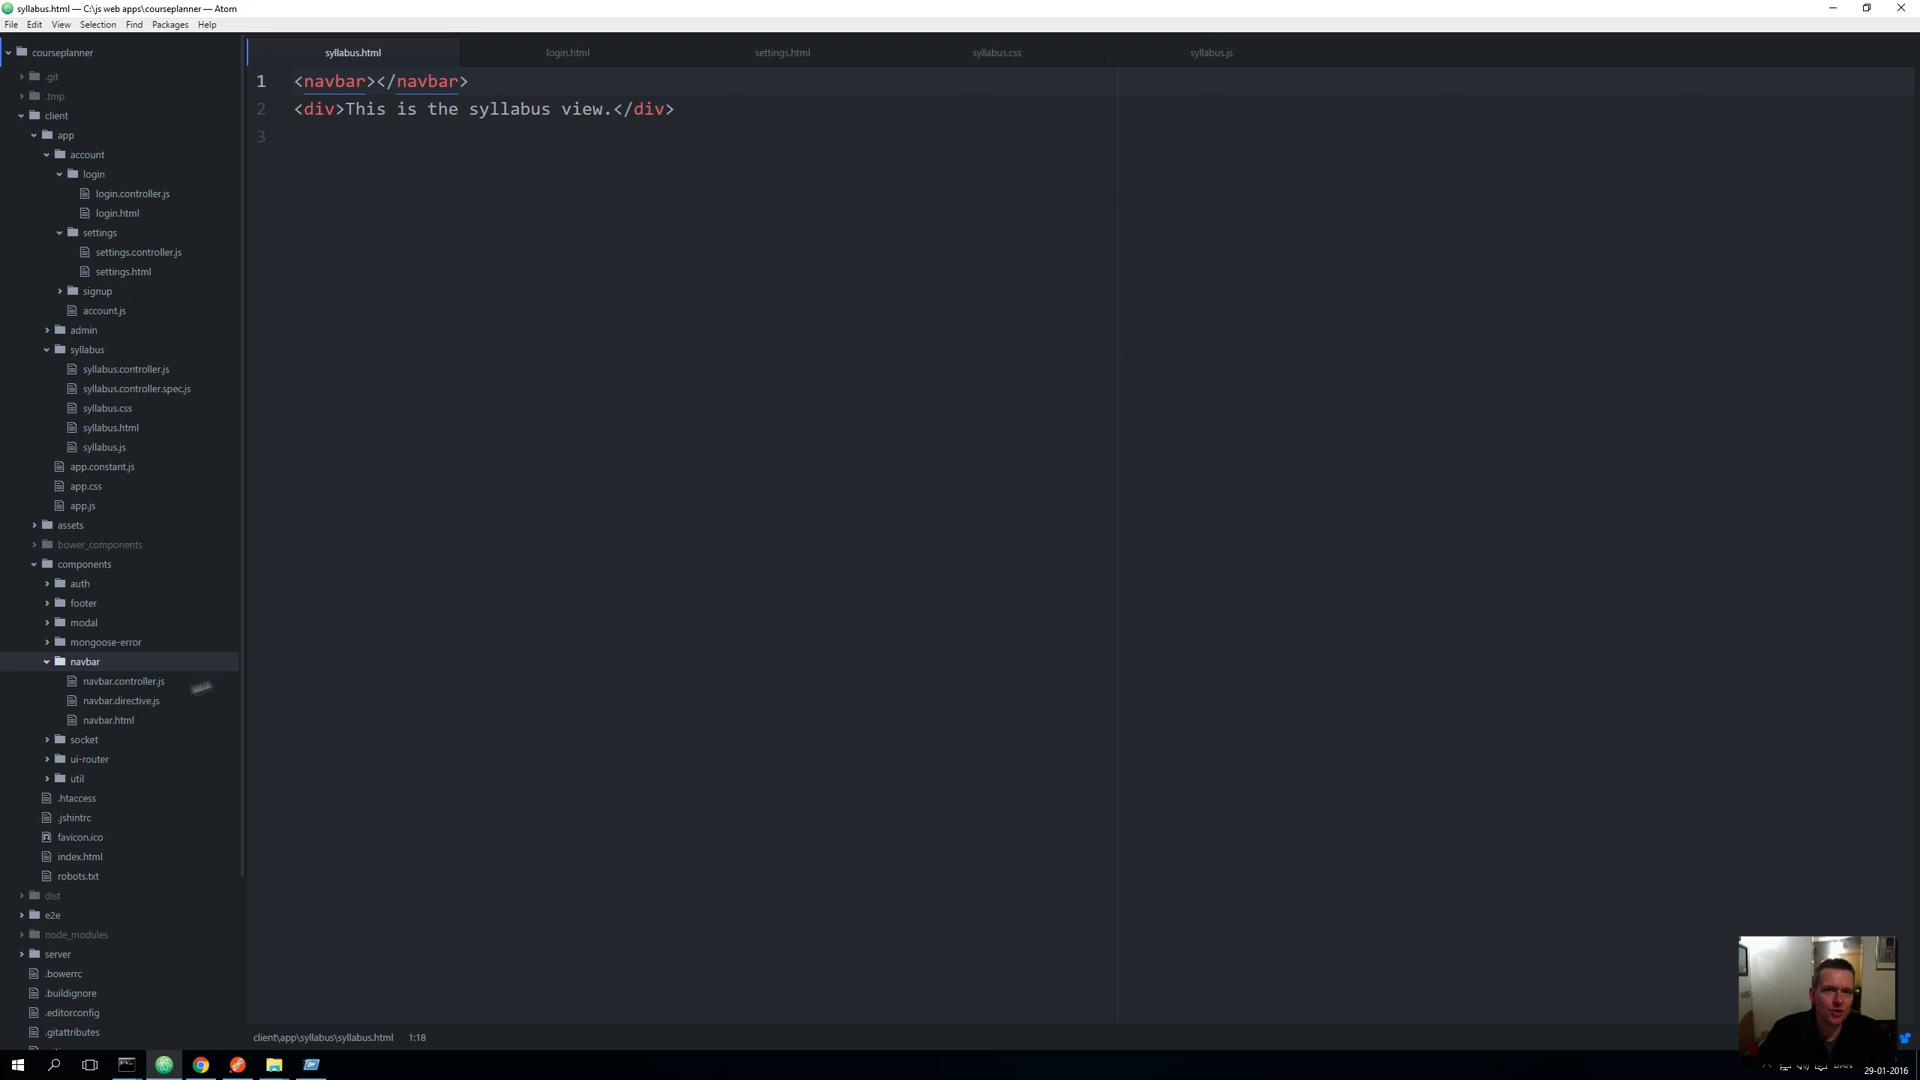 syllabus.html — C:\js web apps\courseplanner — Atom
File Edit View Selection Find Packages Help
courseplanner
.git
.tmp
client
app
account
login
login.controller.js
login.html
settings
settings.controller.js
settings.html
signup
account.js
admin
syllabus
syllabus.controller.js
syllabus.controller.spec.js
syllabus.css
syllabus.html
syllabus.js
app.constant.js
app.css
app.js
assets
bower_components
components
auth
footer
modal
mongoose-error
navbar
navbar.controller.js
navbar.directive.js
navbar.html
socket
ui-router
util
.htaccess
.jshintrc
favicon.ico
index.html
robots.txt
dist
e2e
node_modules
server
.bowerrc
.buildignore
.editorconfig
.gitattributes
syllabus.html login.html settings.html syllabus.css syllabus.js
1 <navbar></navbar>
2 <div>This is the syllabus view.</div>
3
client\app\syllabus\syllabus.html 1:18
29-01-2016